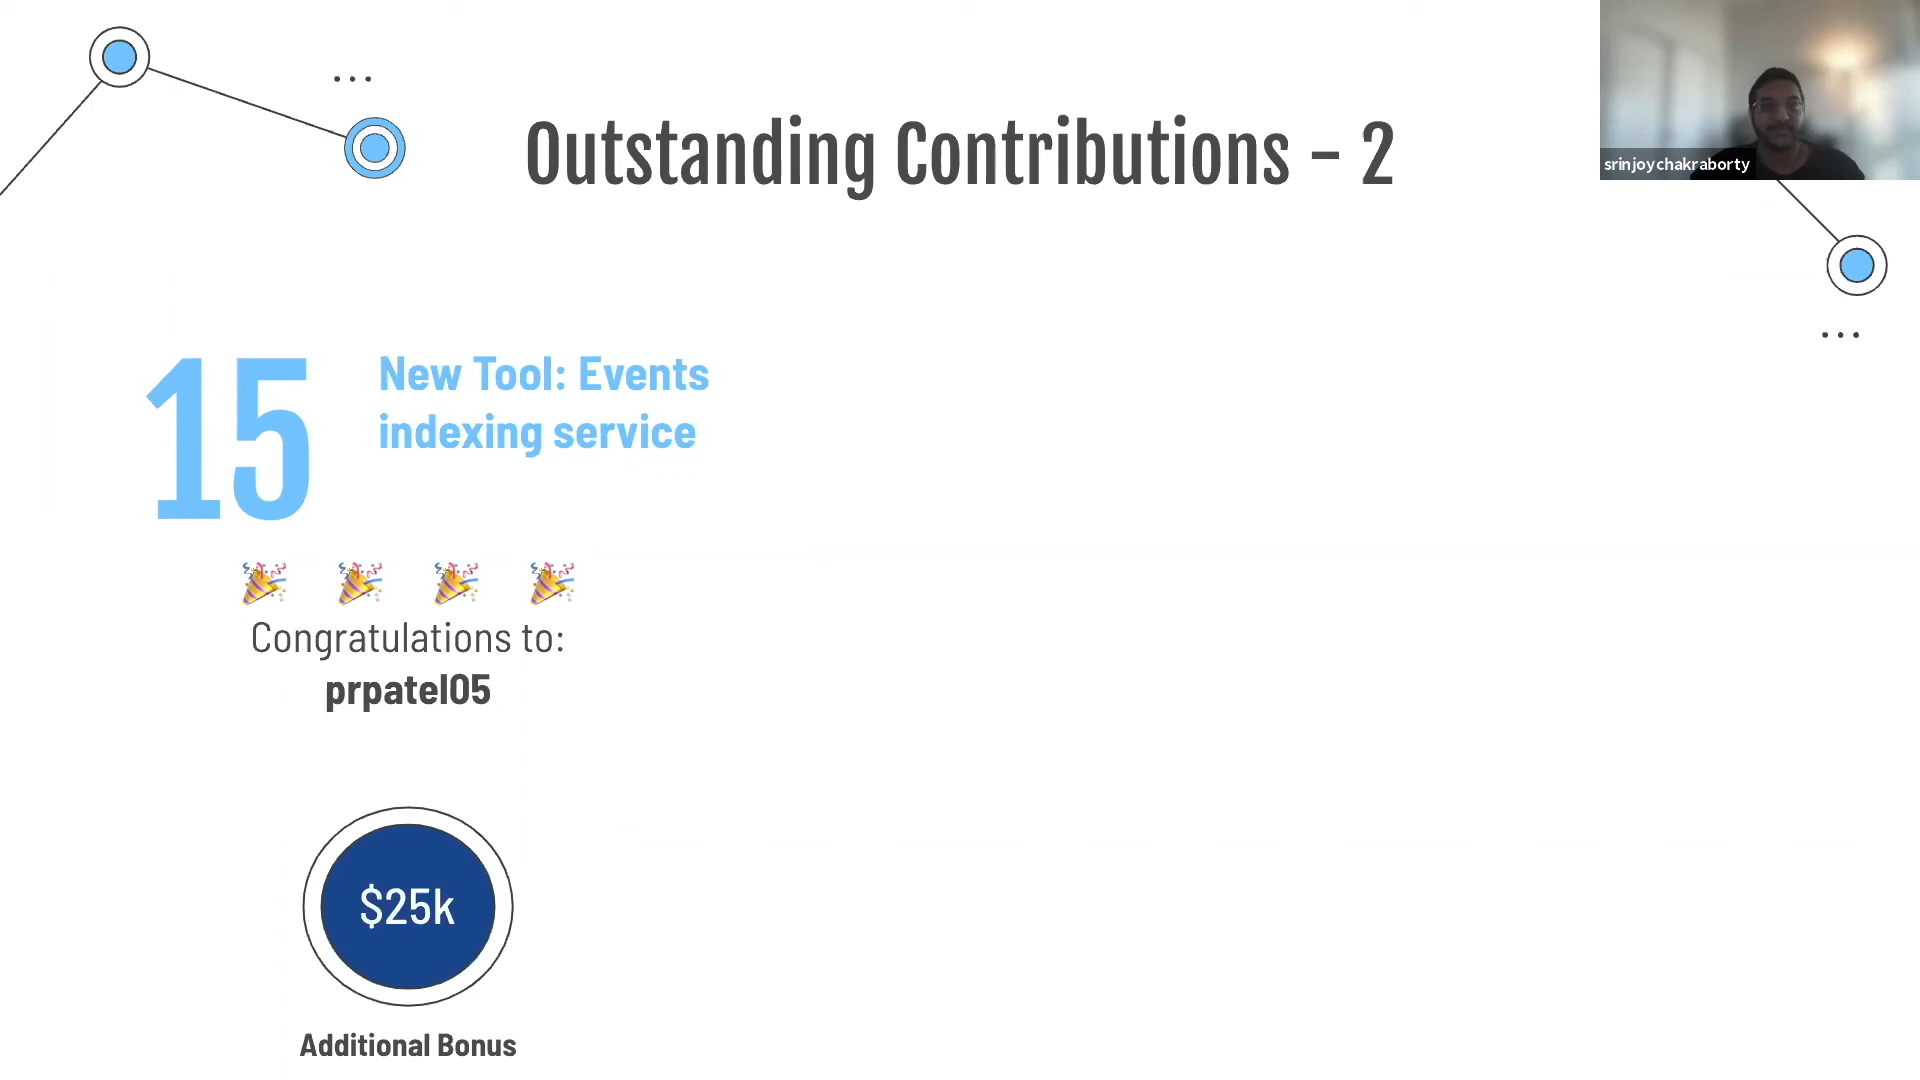 Outstanding Contributions – 2
srinjoychakraborty
15
New Tool: Events
indexing service
Congratulations to:
prpatel05
$25k
Additional Bonus